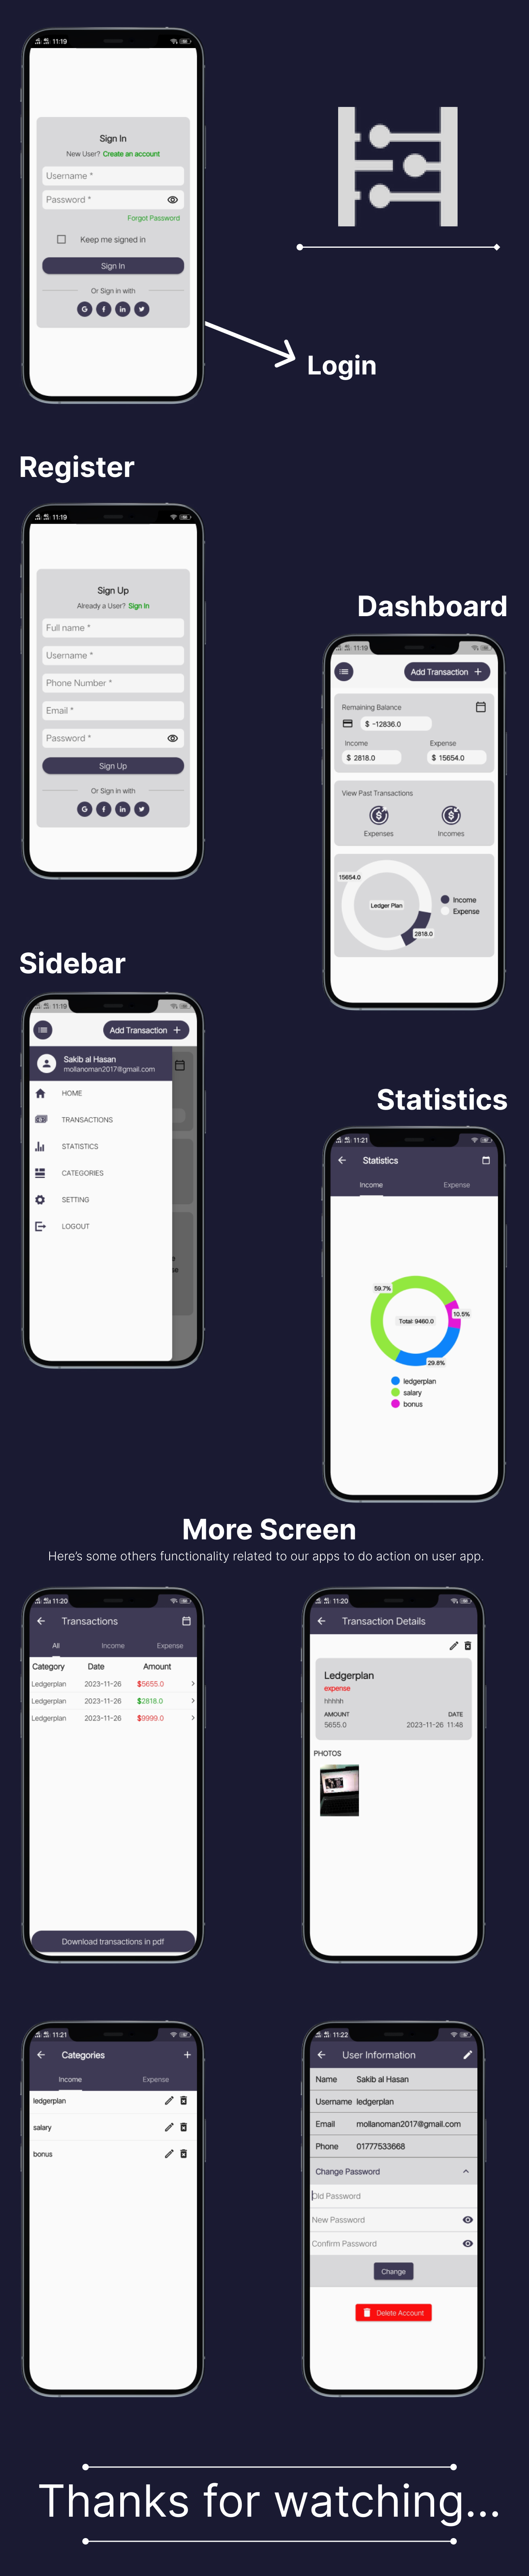 11:19
Sign In
New User? Create an account
Username *
Password *
Forgot Password
Keep me signed in
Sign In
Or Sign in with
Login
Register
11:19
Sign Up
Already a User? Sign In
Full name *
Username *
Phone Number *
Email *
Password *
Sign Up
Or Sign in with
Dashboard
11:19
Add Transaction +
Remaining Balance
$ -12836.0
Income Expense
$ 2818.0 $ 15654.0
View Past Transactions
Expenses Incomes
15654.0
Ledger Plan
Income
Expense
2818.0
Sidebar
11:19
Add Transaction +
Sakib al Hasan
mollanoman2017@gmail.com
HOME
TRANSACTIONS
STATISTICS
CATEGORIES
SETTING
LOGOUT
se
Statistics
11:21
Statistics
Income Expense
59.7%
10.5%
Total: 9460.0
29.8%
ledgerplan
salary
bonus
More Screen
Here's some others functionality related to our apps to do action on user app.
11:20
Transactions
All Income Expense
Category Date Amount
Ledgerplan 2023-11-26 $5655.0
Ledgerplan 2023-11-26 $2818.0
Ledgerplan 2023-11-26 $9999.0
Download transactions in pdf
11:20
Transaction Details
Ledgerplan
expense
hhhhh
AMOUNT DATE
5655.0 2023-11-26 11:48
PHOTOS
11:21
Categories +
Income Expense
ledgerplan
salary
bonus
11:22
User Information
Name Sakib al Hasan
Username ledgerplan
Email mollanoman2017@gmail.com
Phone 01777533668
Change Password
Old Password
New Password
Confirm Password
Change
Delete Account
Thanks for watching...